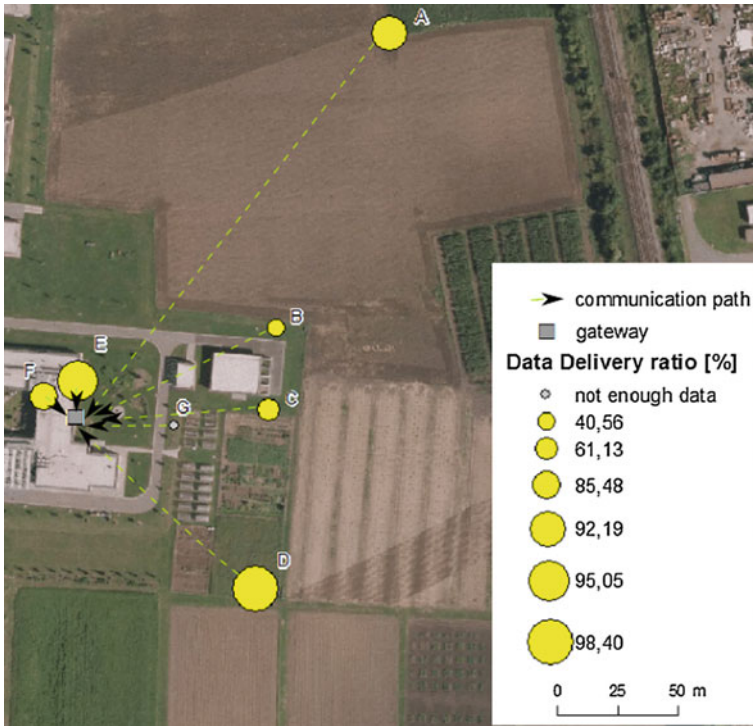 A
B
E
F
C
G
D
communication path
gateway
Data Delivery ratio [%]
not enough data
40,56
61,13
85,48
92,19
95,05
98,40
0 25 50 m